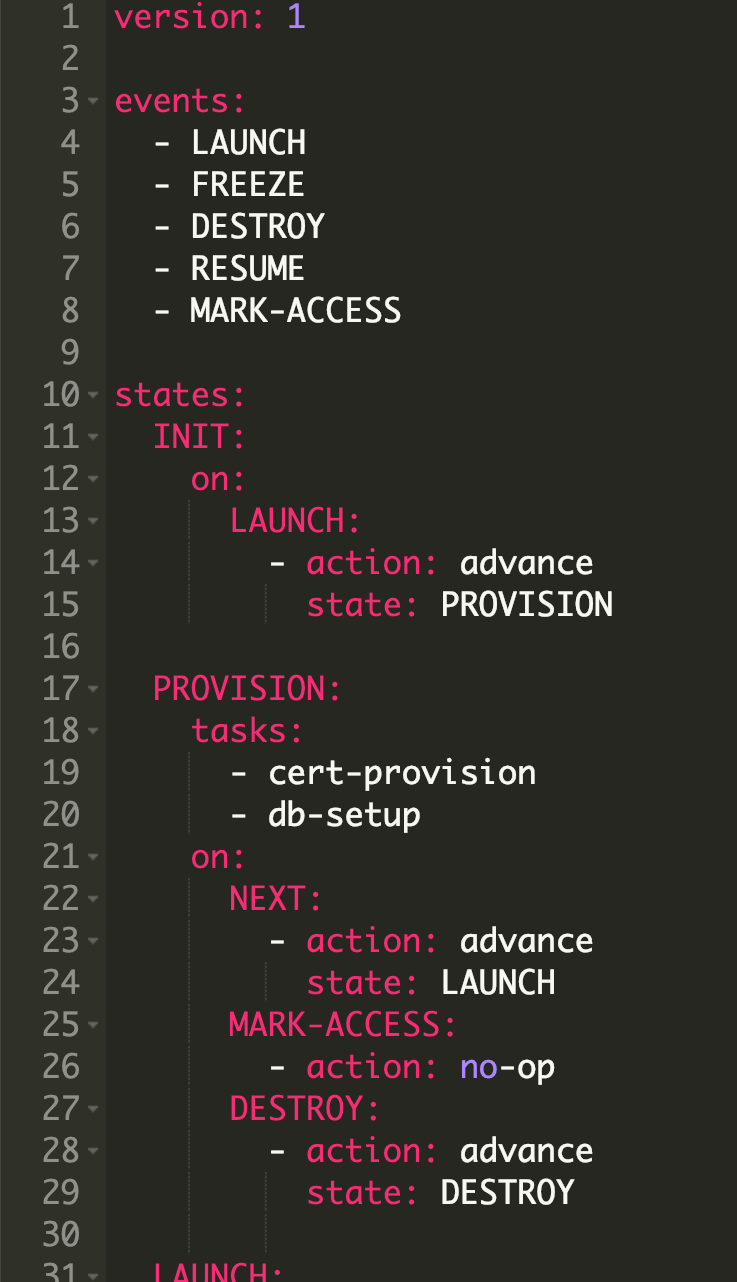 1 version: 1
2
3 events:
4   - LAUNCH
5   - FREEZE
6   - DESTROY
7   - RESUME
8   - MARK-ACCESS
9
10 states:
11   INIT:
12     on:
13       LAUNCH:
14         - action: advance
15           state: PROVISION
16
17   PROVISION:
18     tasks:
19       - cert-provision
20       - db-setup
21     on:
22       NEXT:
23         - action: advance
24           state: LAUNCH
25       MARK-ACCESS:
26         - action: no-op
27       DESTROY:
28         - action: advance
29           state: DESTROY
30
31   LAUNCH: